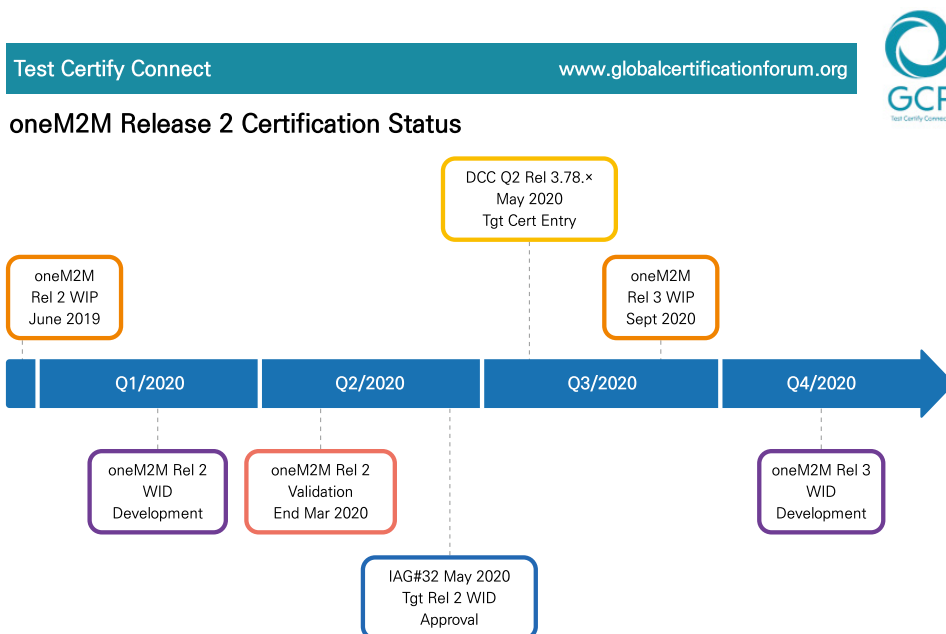 Test Certify Connect
www.globalcertificationforum.org
GCF
Test Certify Connect
oneM2M Release 2 Certification Status
DCC Q2 Rel 3.78.×
May 2020
Tgt Cert Entry
oneM2M
Rel 2 WIP
June 2019
oneM2M
Rel 3 WIP
Sept 2020
Q1/2020
Q2/2020
Q3/2020
Q4/2020
oneM2M Rel 2
WID
Development
oneM2M Rel 2
Validation
End Mar 2020
oneM2M Rel 3
WID
Development
IAG#32 May 2020
Tgt Rel 2 WID
Approval